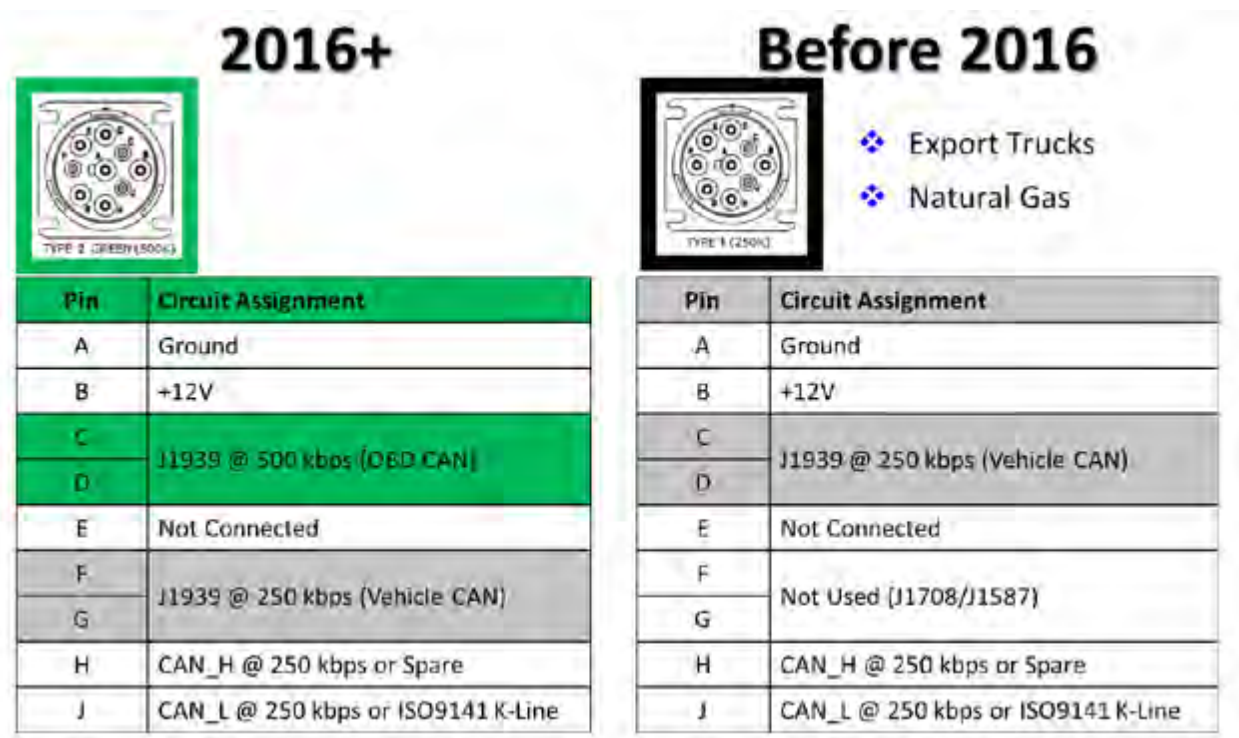 2016+
TYPE 2 GREEN (500K)
Pin Circuit Assignment
A Ground
B +12V
C
J1939 @ 500 kbps (OBD CAN)
D
E Not Connected
F
J1939 @ 250 kbps (Vehicle CAN)
G
H CAN_H @ 250 kbps or Spare
J CAN_L @ 250 kbps or ISO9141 K-Line
Before 2016
Export Trucks
Natural Gas
TYPE 1 (250K)
Pin Circuit Assignment
A Ground
B +12V
C
J1939 @ 250 kbps (Vehicle CAN)
D
E Not Connected
F
Not Used (J1708/J1587)
G
H CAN_H @ 250 kbps or Spare
J CAN_L @ 250 kbps or ISO9141 K-Line